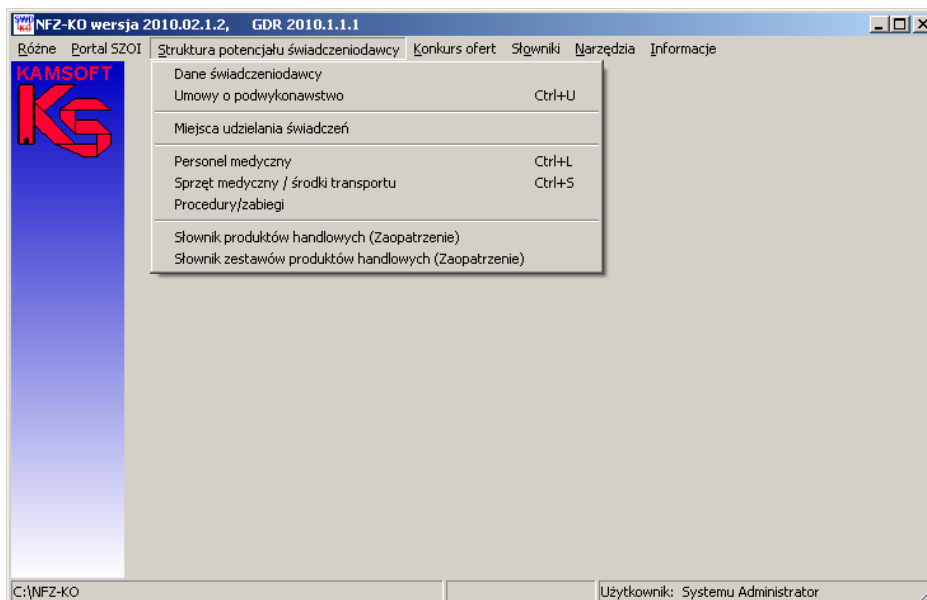 NFZ-KO wersja 2010.02.1.2, GDR 2010.1.1.1
Różne Portal SZOI Struktura potencjału świadczeniodawcy Konkurs ofert Słowniki Narzędzia Informacje
KAMSOFT
KS
Dane świadczeniodawcy
Umowy o podwykonawstwo Ctrl+U
Miejsca udzielania świadczeń
Personel medyczny Ctrl+L
Sprzęt medyczny / środki transportu Ctrl+S
Procedury/zabiegi
Słownik produktów handlowych (Zaopatrzenie)
Słownik zestawów produktów handlowych (Zaopatrzenie)
C:\NFZ-KO Użytkownik: Systemu Administrator